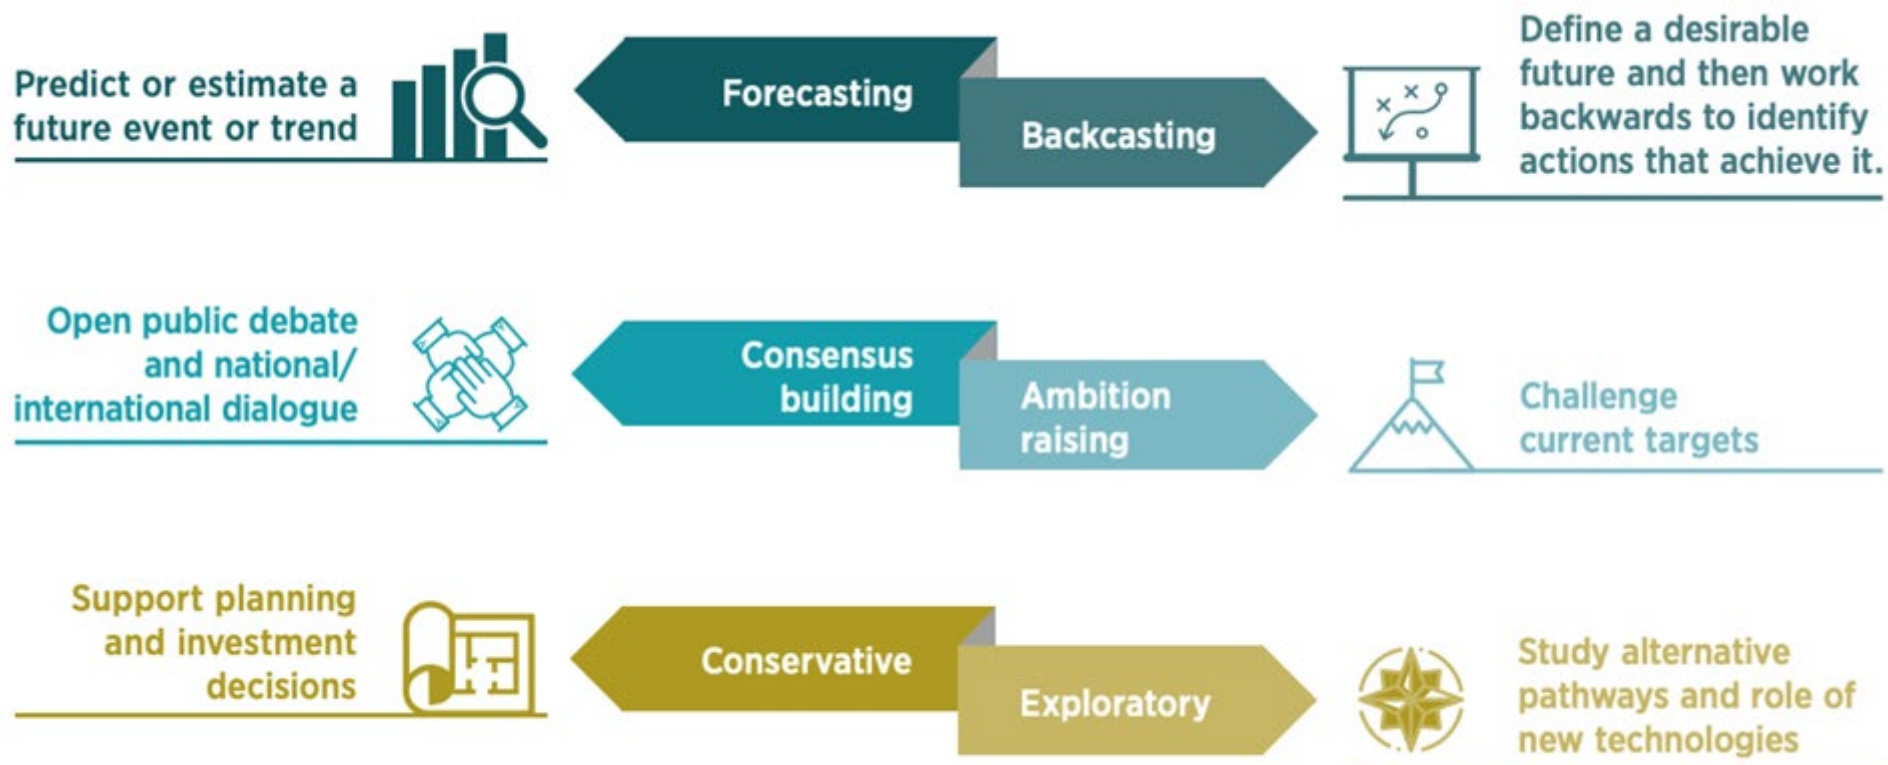 Predict or estimate a
future event or trend
Forecasting
Backcasting
Define a desirable
future and then work
backwards to identify
actions that achieve it.
Open public debate
and national/
international dialogue
Consensus
building
Ambition
raising
Challenge
current targets
Support planning
and investment
decisions
Conservative
Exploratory
Study alternative
pathways and role of
new technologies